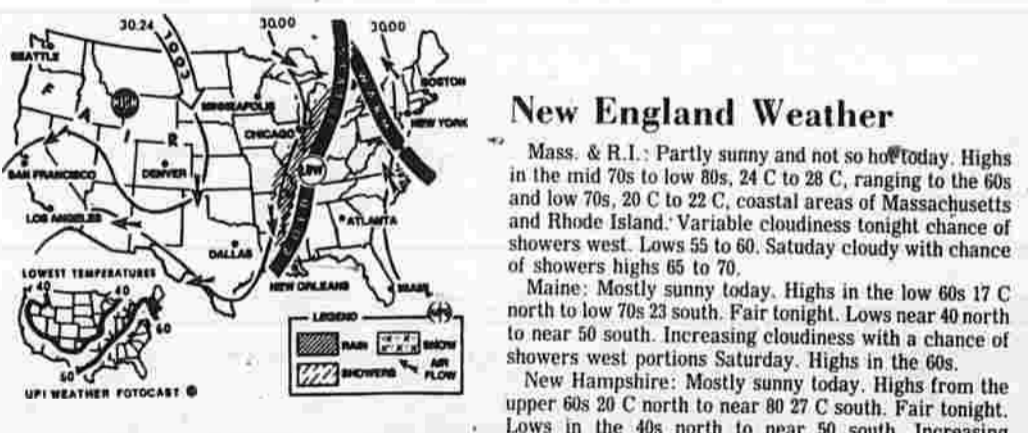 30.24
30.00
30.00
1003
SEATTLE
F A I R
HIGH
MINNEAPOLIS
BOSTON
NEW YORK
CHICAGO
LOW
SAN FRANCISCO
DENVER
LOS ANGELES
ATLANTA
DALLAS
NEW ORLEANS
MIAMI
LOWEST TEMPERATURES
40
40
60
50
UPI WEATHER FOTOCAST ©
LEGEND
RAIN
SNOW
SHOWERS
AIR
FLOW
New England Weather
Mass. & R.I.: Partly sunny and not so hot today. Highs
in the mid 70s to low 80s, 24 C to 28 C, ranging to the 60s
and low 70s, 20 C to 22 C, coastal areas of Massachusetts
and Rhode Island. Variable cloudiness tonight chance of
showers west. Lows 55 to 60. Satuday cloudy with chance
of showers highs 65 to 70.
Maine: Mostly sunny today. Highs in the low 60s 17 C
north to low 70s 23 south. Fair tonight. Lows near 40 north
to near 50 south. Increasing cloudiness with a chance of
showers west portions Saturday. Highs in the 60s.
New Hampshire: Mostly sunny today. Highs from the
upper 60s 20 C north to near 80 27 C south. Fair tonight.
Lows in the 40s north to near 50 south. Increasing